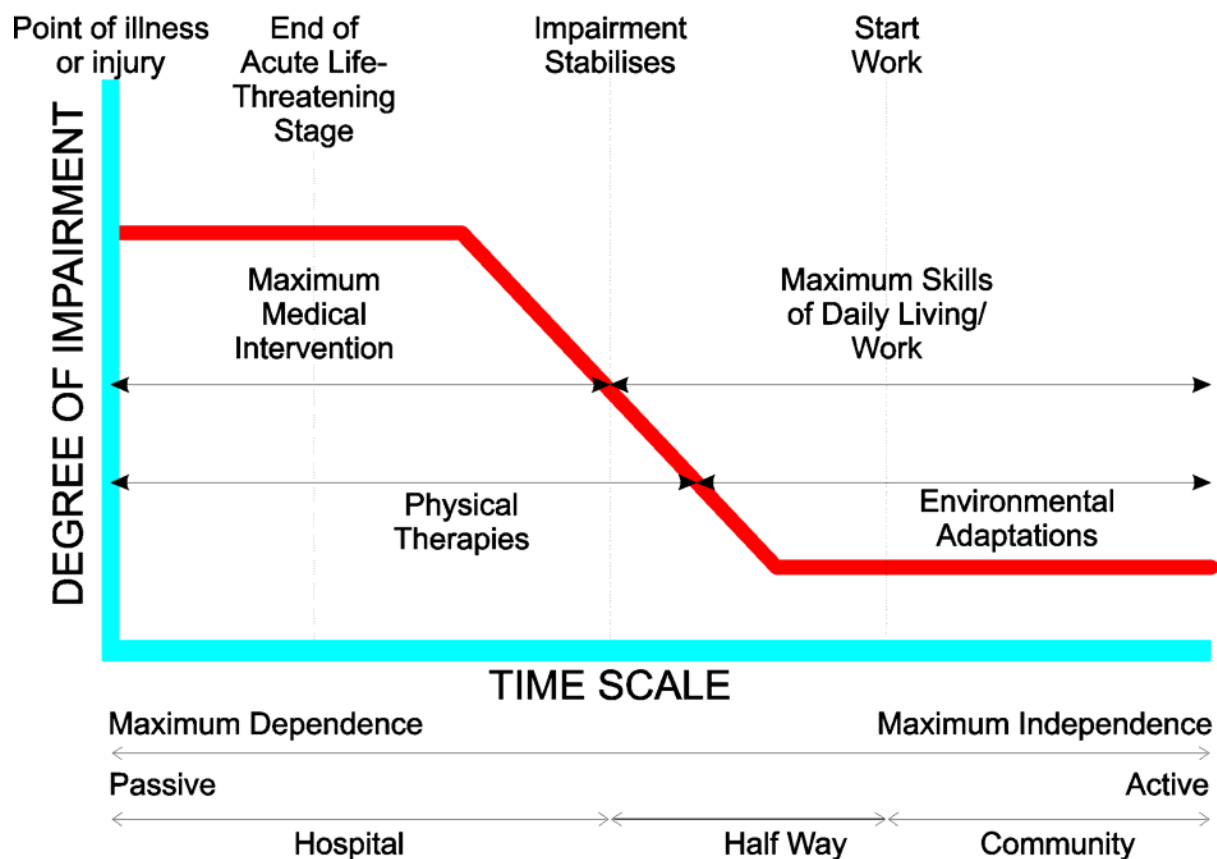 Point of illness
or injury
End of
Acute Life-
Threatening
Stage
Impairment
Stabilises
Start
Work
DEGREE OF IMPAIRMENT
Maximum
Medical
Intervention
Maximum Skills
of Daily Living/
Work
Physical
Therapies
Environmental
Adaptations
TIME SCALE
Maximum Dependence
Maximum Independence
Passive
Active
Hospital
Half Way
Community